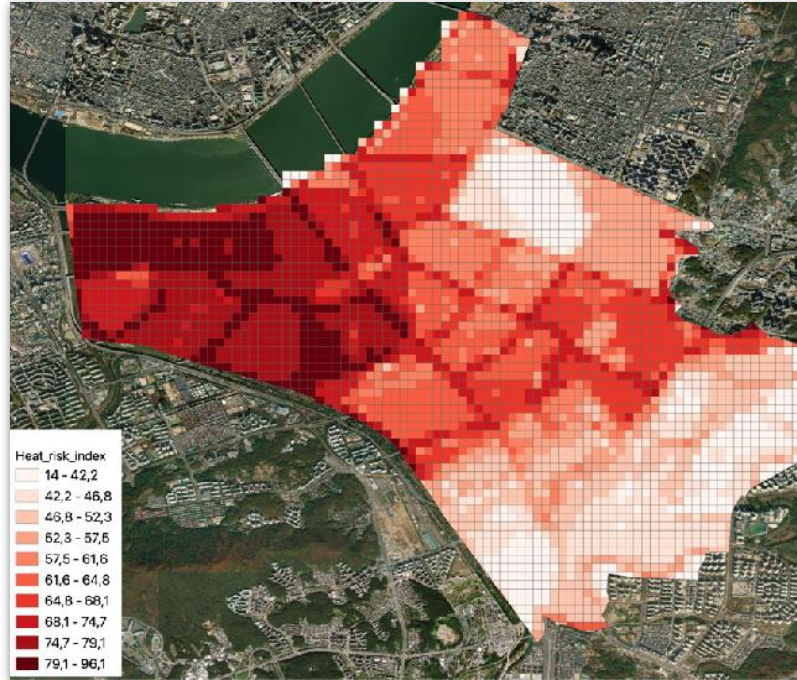 Heat_risk_index
14 - 42,2
42,2 - 46,8
46,8 - 52,3
52,3 - 57,5
57,5 - 61,6
61,6 - 64,8
64,8 - 68,1
68,1 - 74,7
74,7 - 79,1
79,1 - 96,1